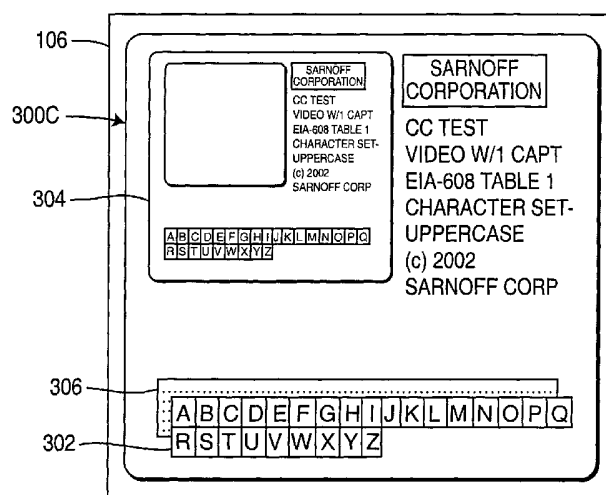 106
300C
304
306
302
SARNOFF
CORPORATION
CC TEST
VIDEO W/1 CAPT
EIA-608 TABLE 1
CHARACTER SET-
UPPERCASE
(c) 2002
SARNOFF CORP
ABCDEFGHIJKLMNOPQ
RSTUVWXYZ
SARNOFF
CORPORATION
CC TEST
VIDEO W/1 CAPT
EIA-608 TABLE 1
CHARACTER SET-
UPPERCASE
(c) 2002
SARNOFF CORP
ABCDEFGHIJKLMNOPQ
RSTUVWXYZ